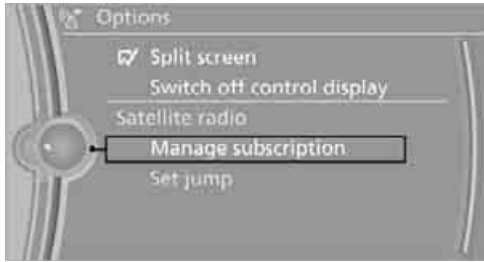 Options
Split screen
Switch off control display
Satellite radio
Manage subscription
Set jump